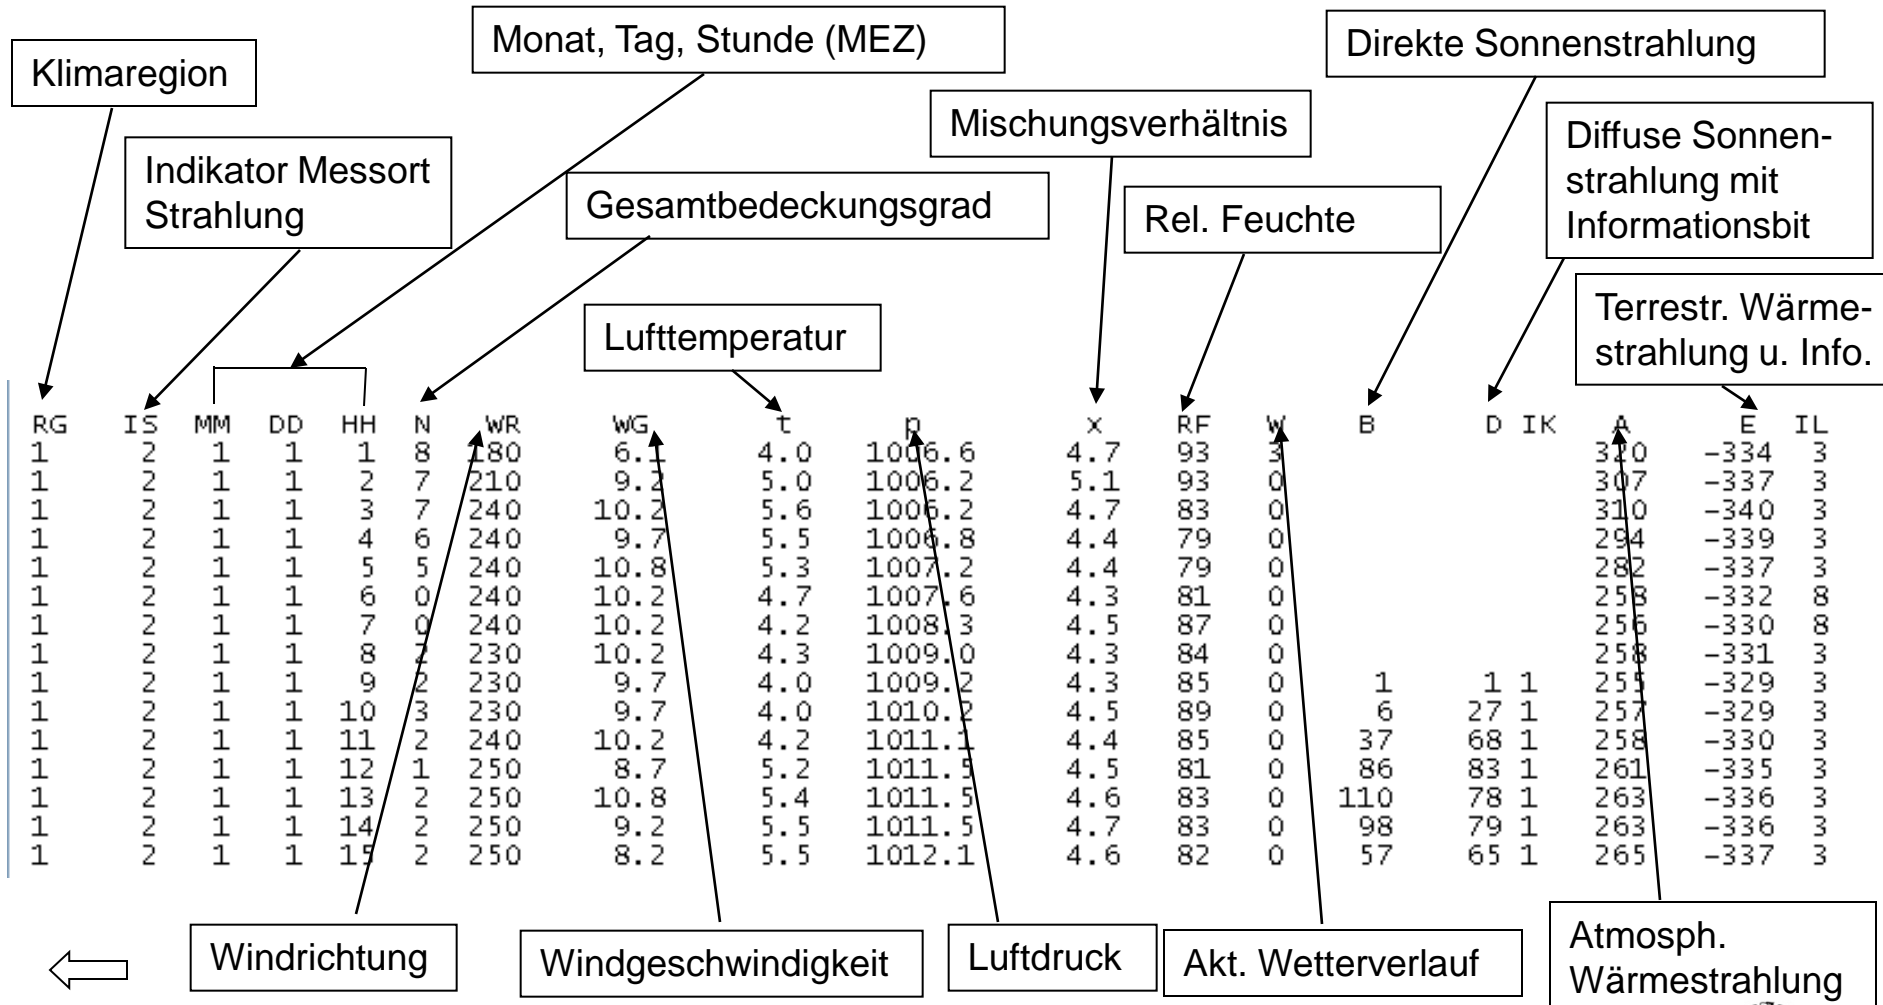 Monat, Tag, Stunde (MEZ)
Direkte Sonnenstrahlung
Klimaregion
Mischungsverhältnis
Diffuse Sonnen-
strahlung mit
Informationsbit
Indikator Messort
Strahlung
Gesamtbedeckungsgrad
Rel. Feuchte
Terrestr. Wärme-
strahlung u. Info.
Lufttemperatur
RG IS MM DD HH N WR WG t p x RF W B D IK A E IL
1 2 1 1 1 8 180 6.1 4.0 1006.6 4.7 93 3 320 -334 3
1 2 1 1 2 7 210 9.2 5.0 1006.2 5.1 93 0 307 -337 3
1 2 1 1 3 7 240 10.2 5.6 1006.2 4.7 83 0 310 -340 3
1 2 1 1 4 6 240 9.7 5.5 1006.8 4.4 79 0 294 -339 3
1 2 1 1 5 5 240 10.8 5.3 1007.2 4.4 79 0 282 -337 3
1 2 1 1 6 0 240 10.2 4.7 1007.6 4.3 81 0 258 -332 8
1 2 1 1 7 0 240 10.2 4.2 1008.3 4.5 87 0 256 -330 8
1 2 1 1 8 2 230 10.2 4.3 1009.0 4.3 84 0 258 -331 3
1 2 1 1 9 2 230 9.7 4.0 1009.2 4.3 85 0 1 1 1 255 -329 3
1 2 1 1 10 3 230 9.7 4.0 1010.2 4.5 89 0 6 27 1 257 -329 3
1 2 1 1 11 2 240 10.2 4.2 1011.1 4.4 85 0 37 68 1 258 -330 3
1 2 1 1 12 1 250 8.7 5.2 1011.5 4.5 81 0 86 83 1 261 -335 3
1 2 1 1 13 2 250 10.8 5.4 1011.5 4.6 83 0 110 78 1 263 -336 3
1 2 1 1 14 2 250 9.2 5.5 1011.5 4.7 83 0 98 79 1 263 -336 3
1 2 1 1 15 2 250 8.2 5.5 1012.1 4.6 82 0 57 65 1 265 -337 3
Windrichtung
Windgeschwindigkeit
Luftdruck
Akt. Wetterverlauf
Atmosph.
Wärmestrahlung